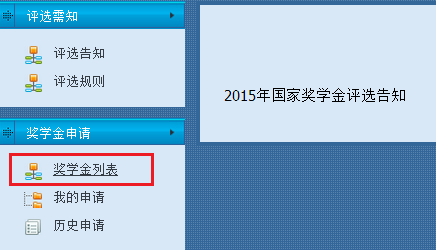 评选需知
评选告知
评选规则
奖学金申请
奖学金列表
我的申请
历史申请
2015年国家奖学金评选告知